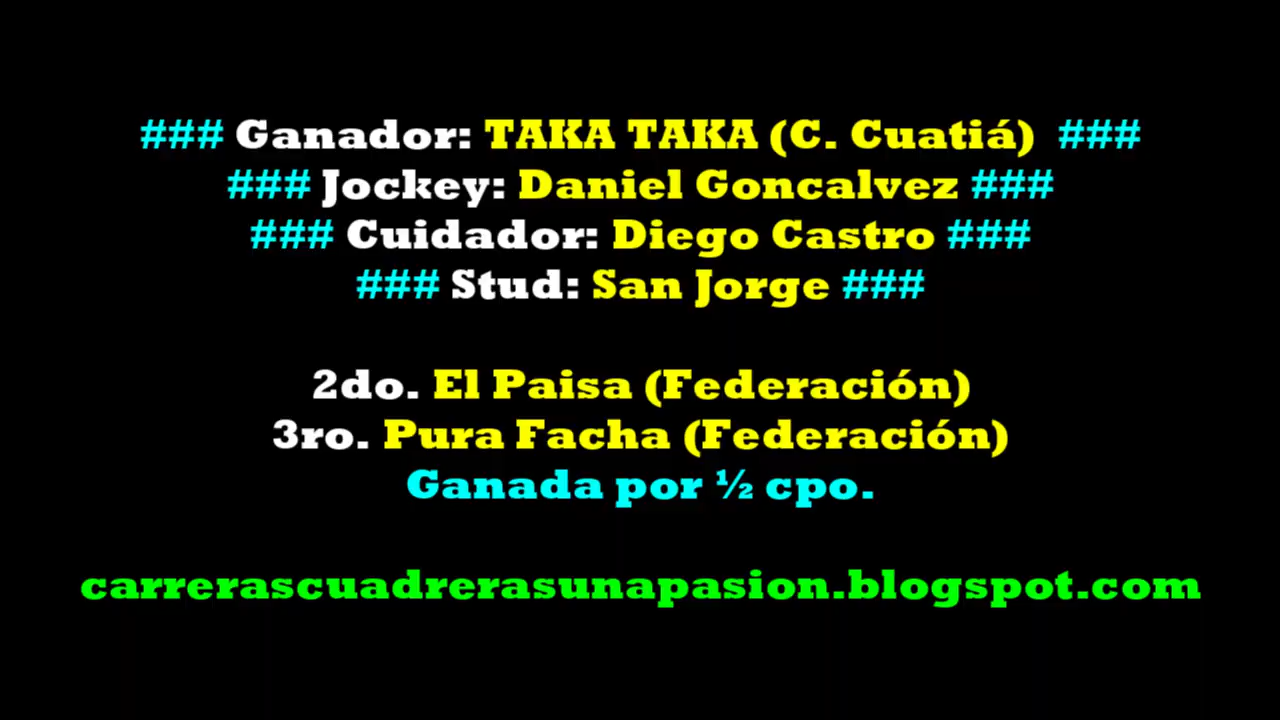 ### Ganador: TAKA TAKA (C. Cuatiá) ###
### Jockey: Daniel Goncalvez ###
### Cuidador: Diego Castro ###
### Stud: San Jorge ###
2do. El Paisa (Federación)
3ro. Pura Facha (Federación)
Ganada por ½ cpo.
carrerascuadrerasunapasion.blogspot.com